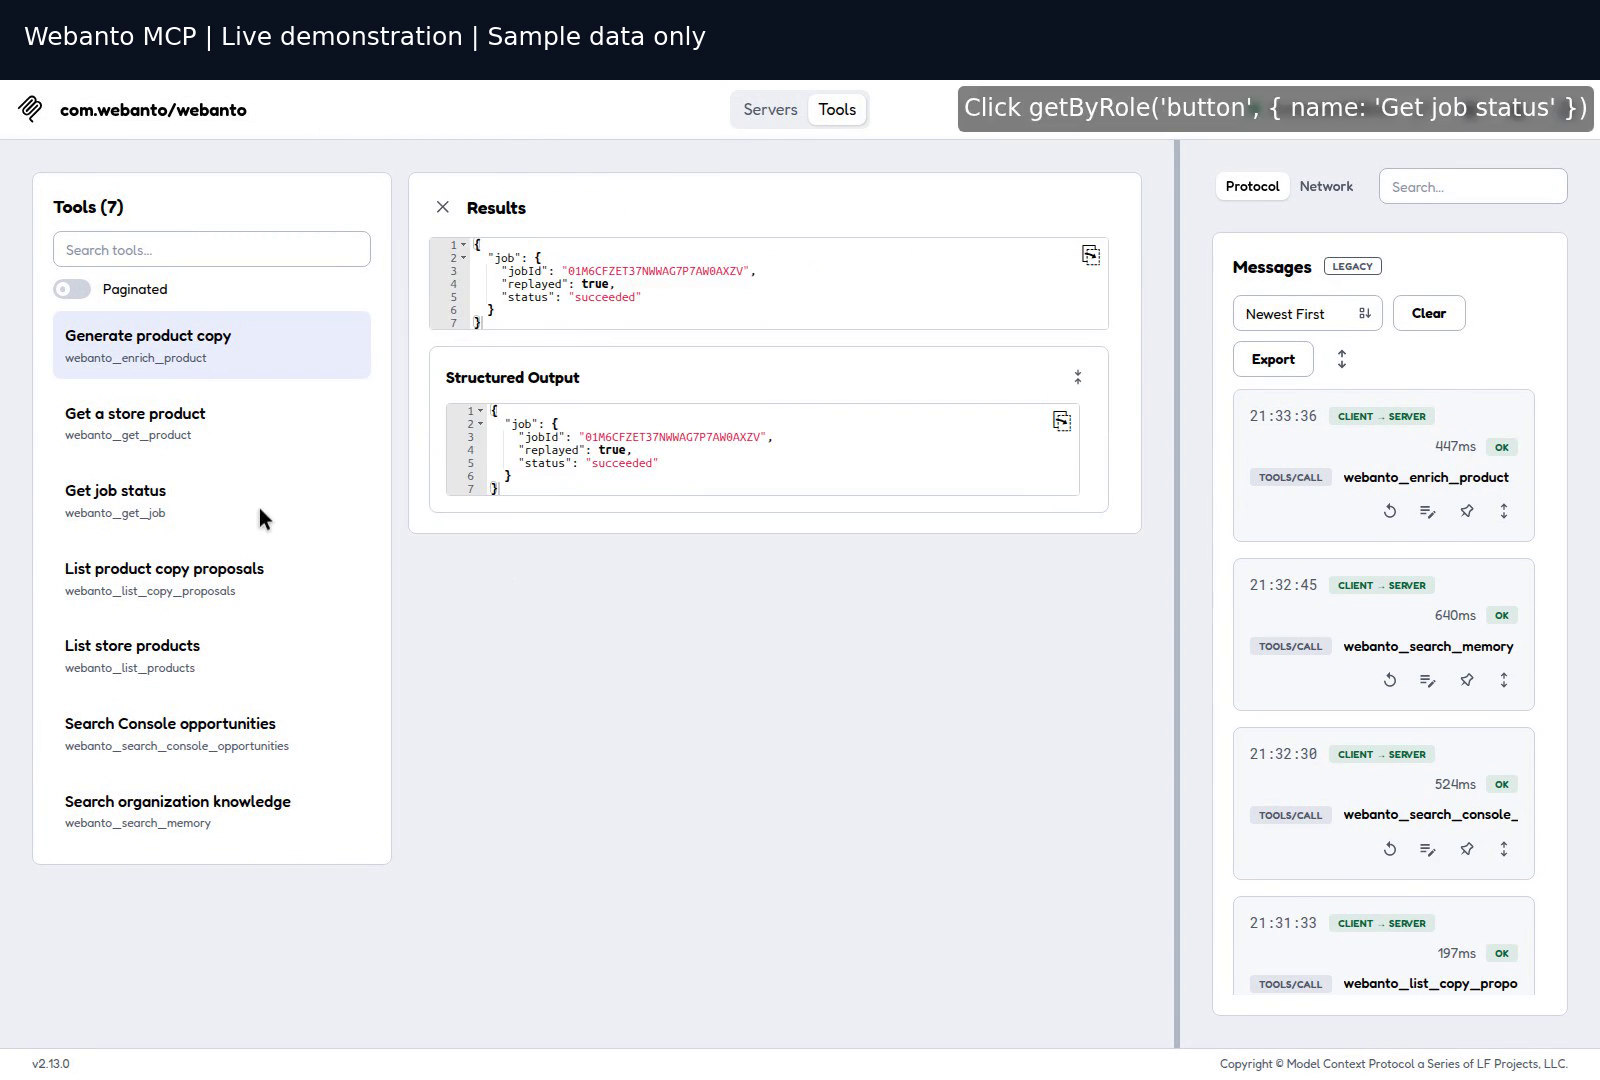 Webanto MCP | Live demonstration | Sample data only
com.webanto/webanto
Servers
Tools
Click getByRole('button', { name: 'Get job status' })
Tools (7)
Search tools...
Paginated
Generate product copy
webanto_enrich_product
Get a store product
webanto_get_product
Get job status
webanto_get_job
List product copy proposals
webanto_list_copy_proposals
List store products
webanto_list_products
Search Console opportunities
webanto_search_console_opportunities
Search organization knowledge
webanto_search_memory
Results
1 {
2 "job": {
3 "jobId": "01M6CFZET37NWWAG7P7AW0AXZV",
4 "replayed": true,
5 "status": "succeeded"
6 }
7 }
Structured Output
1 {
2 "job": {
3 "jobId": "01M6CFZET37NWWAG7P7AW0AXZV",
4 "replayed": true,
5 "status": "succeeded"
6 }
7 }
Protocol
Network
Search...
Messages
LEGACY
Newest First
Clear
Export
21:33:36 CLIENT → SERVER
447ms OK
TOOLS/CALL webanto_enrich_product
21:32:45 CLIENT → SERVER
640ms OK
TOOLS/CALL webanto_search_memory
21:32:30 CLIENT → SERVER
524ms OK
TOOLS/CALL webanto_search_console_
21:31:33 CLIENT → SERVER
197ms OK
TOOLS/CALL webanto_list_copy_propo
v2.13.0
Copyright © Model Context Protocol a Series of LF Projects, LLC.